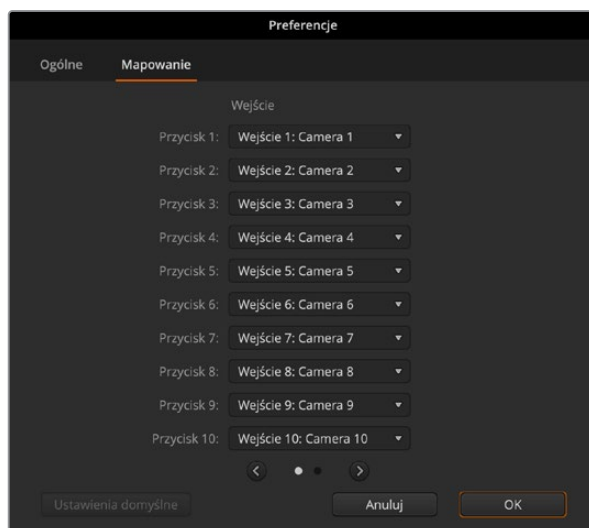 Preferencje
Ogólne Mapowanie
Wejście
Przycisk 1: Wejście 1: Camera 1
Przycisk 2: Wejście 2: Camera 2
Przycisk 3: Wejście 3: Camera 3
Przycisk 4: Wejście 4: Camera 4
Przycisk 5: Wejście 5: Camera 5
Przycisk 6: Wejście 6: Camera 6
Przycisk 7: Wejście 7: Camera 7
Przycisk 8: Wejście 8: Camera 8
Przycisk 9: Wejście 9: Camera 9
Przycisk 10: Wejście 10: Camera 10
Ustawienia domyślne Anuluj OK